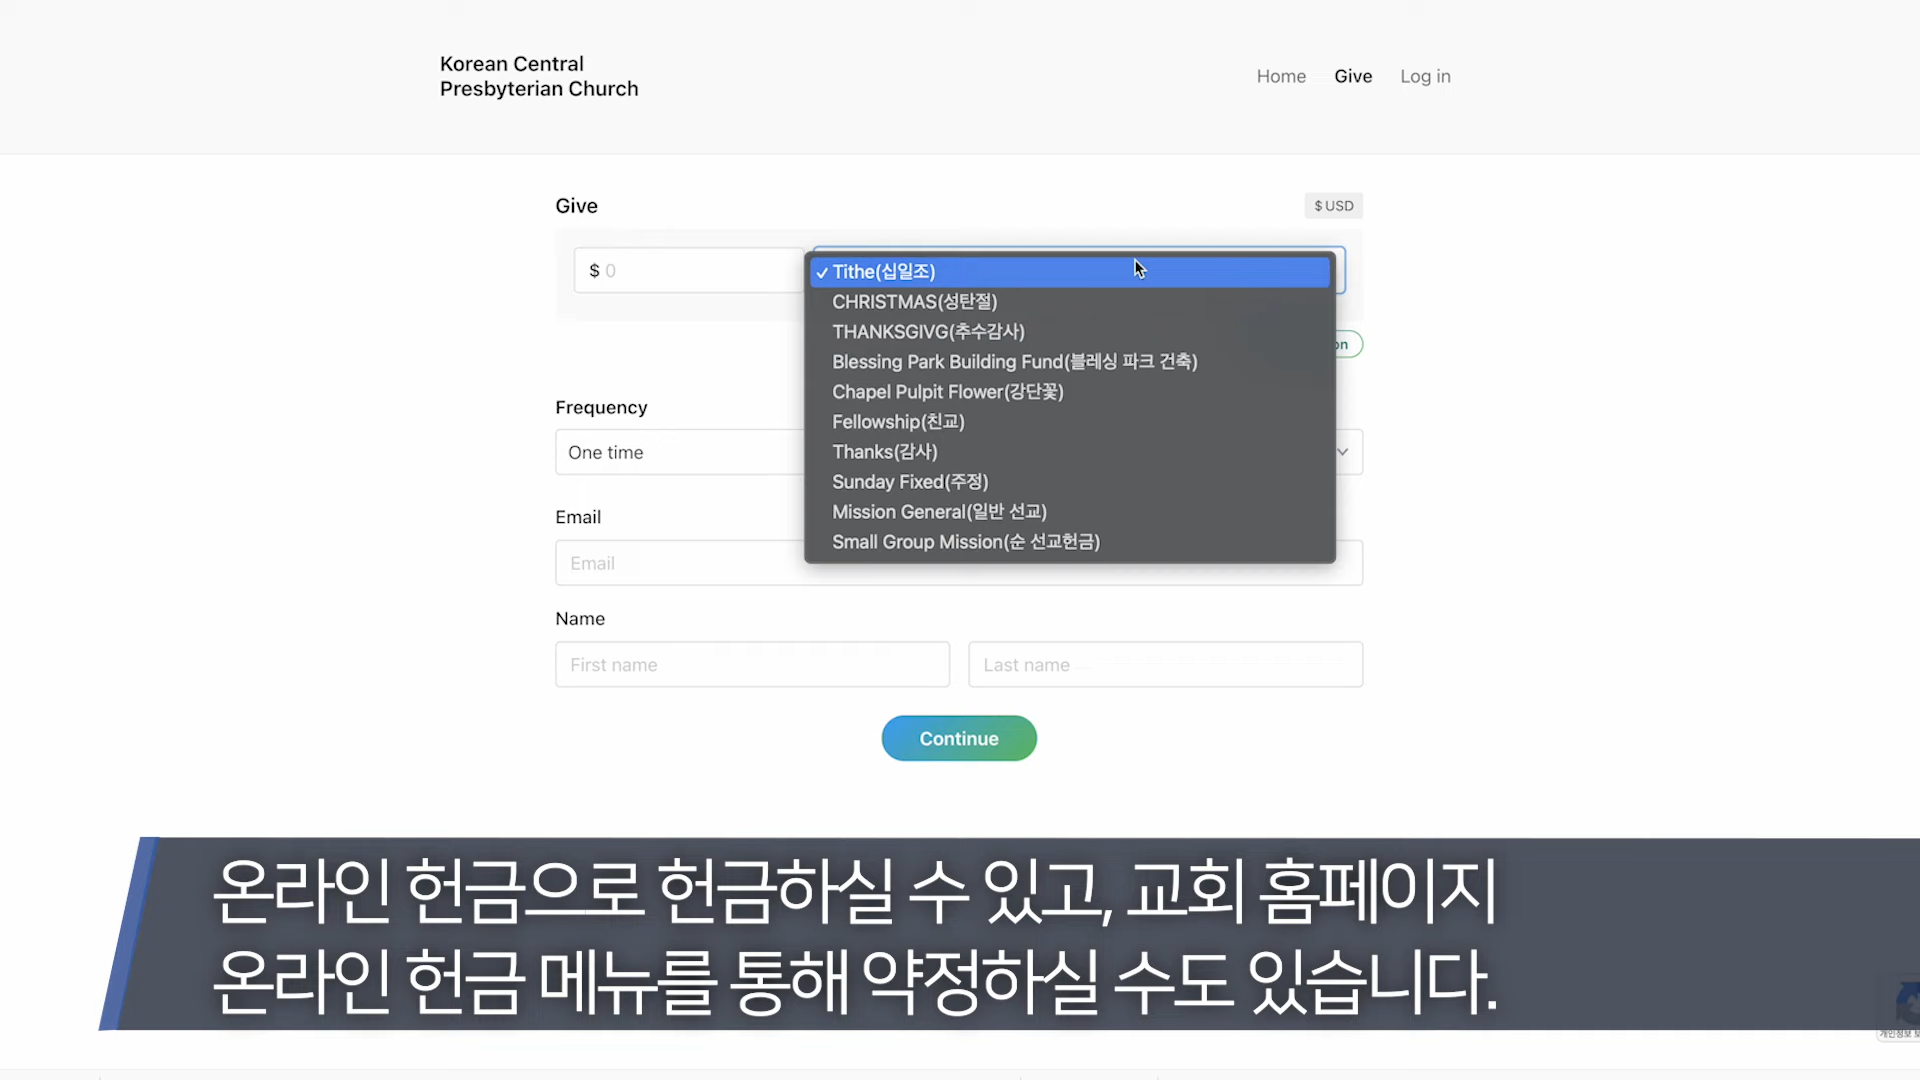 Korean Central
Presbyterian Church
Home Give Log in
Give
$ USD
$ 0
✓ Tithe(십일조)
CHRISTMAS(성탄절)
THANKSGIVG(추수감사)
Blessing Park Building Fund(블레싱 파크 건축)
Chapel Pulpit Flower(강단꽃)
Fellowship(친교)
Thanks(감사)
Sunday Fixed(주정)
Mission General(일반 선교)
Small Group Mission(순 선교헌금)
on
Frequency
One time
Email
Email
Name
First name Last name
Continue
온라인 헌금으로 헌금하실 수 있고, 교회 홈페이지
온라인 헌금 메뉴를 통해 약정하실 수도 있습니다.
개인정보